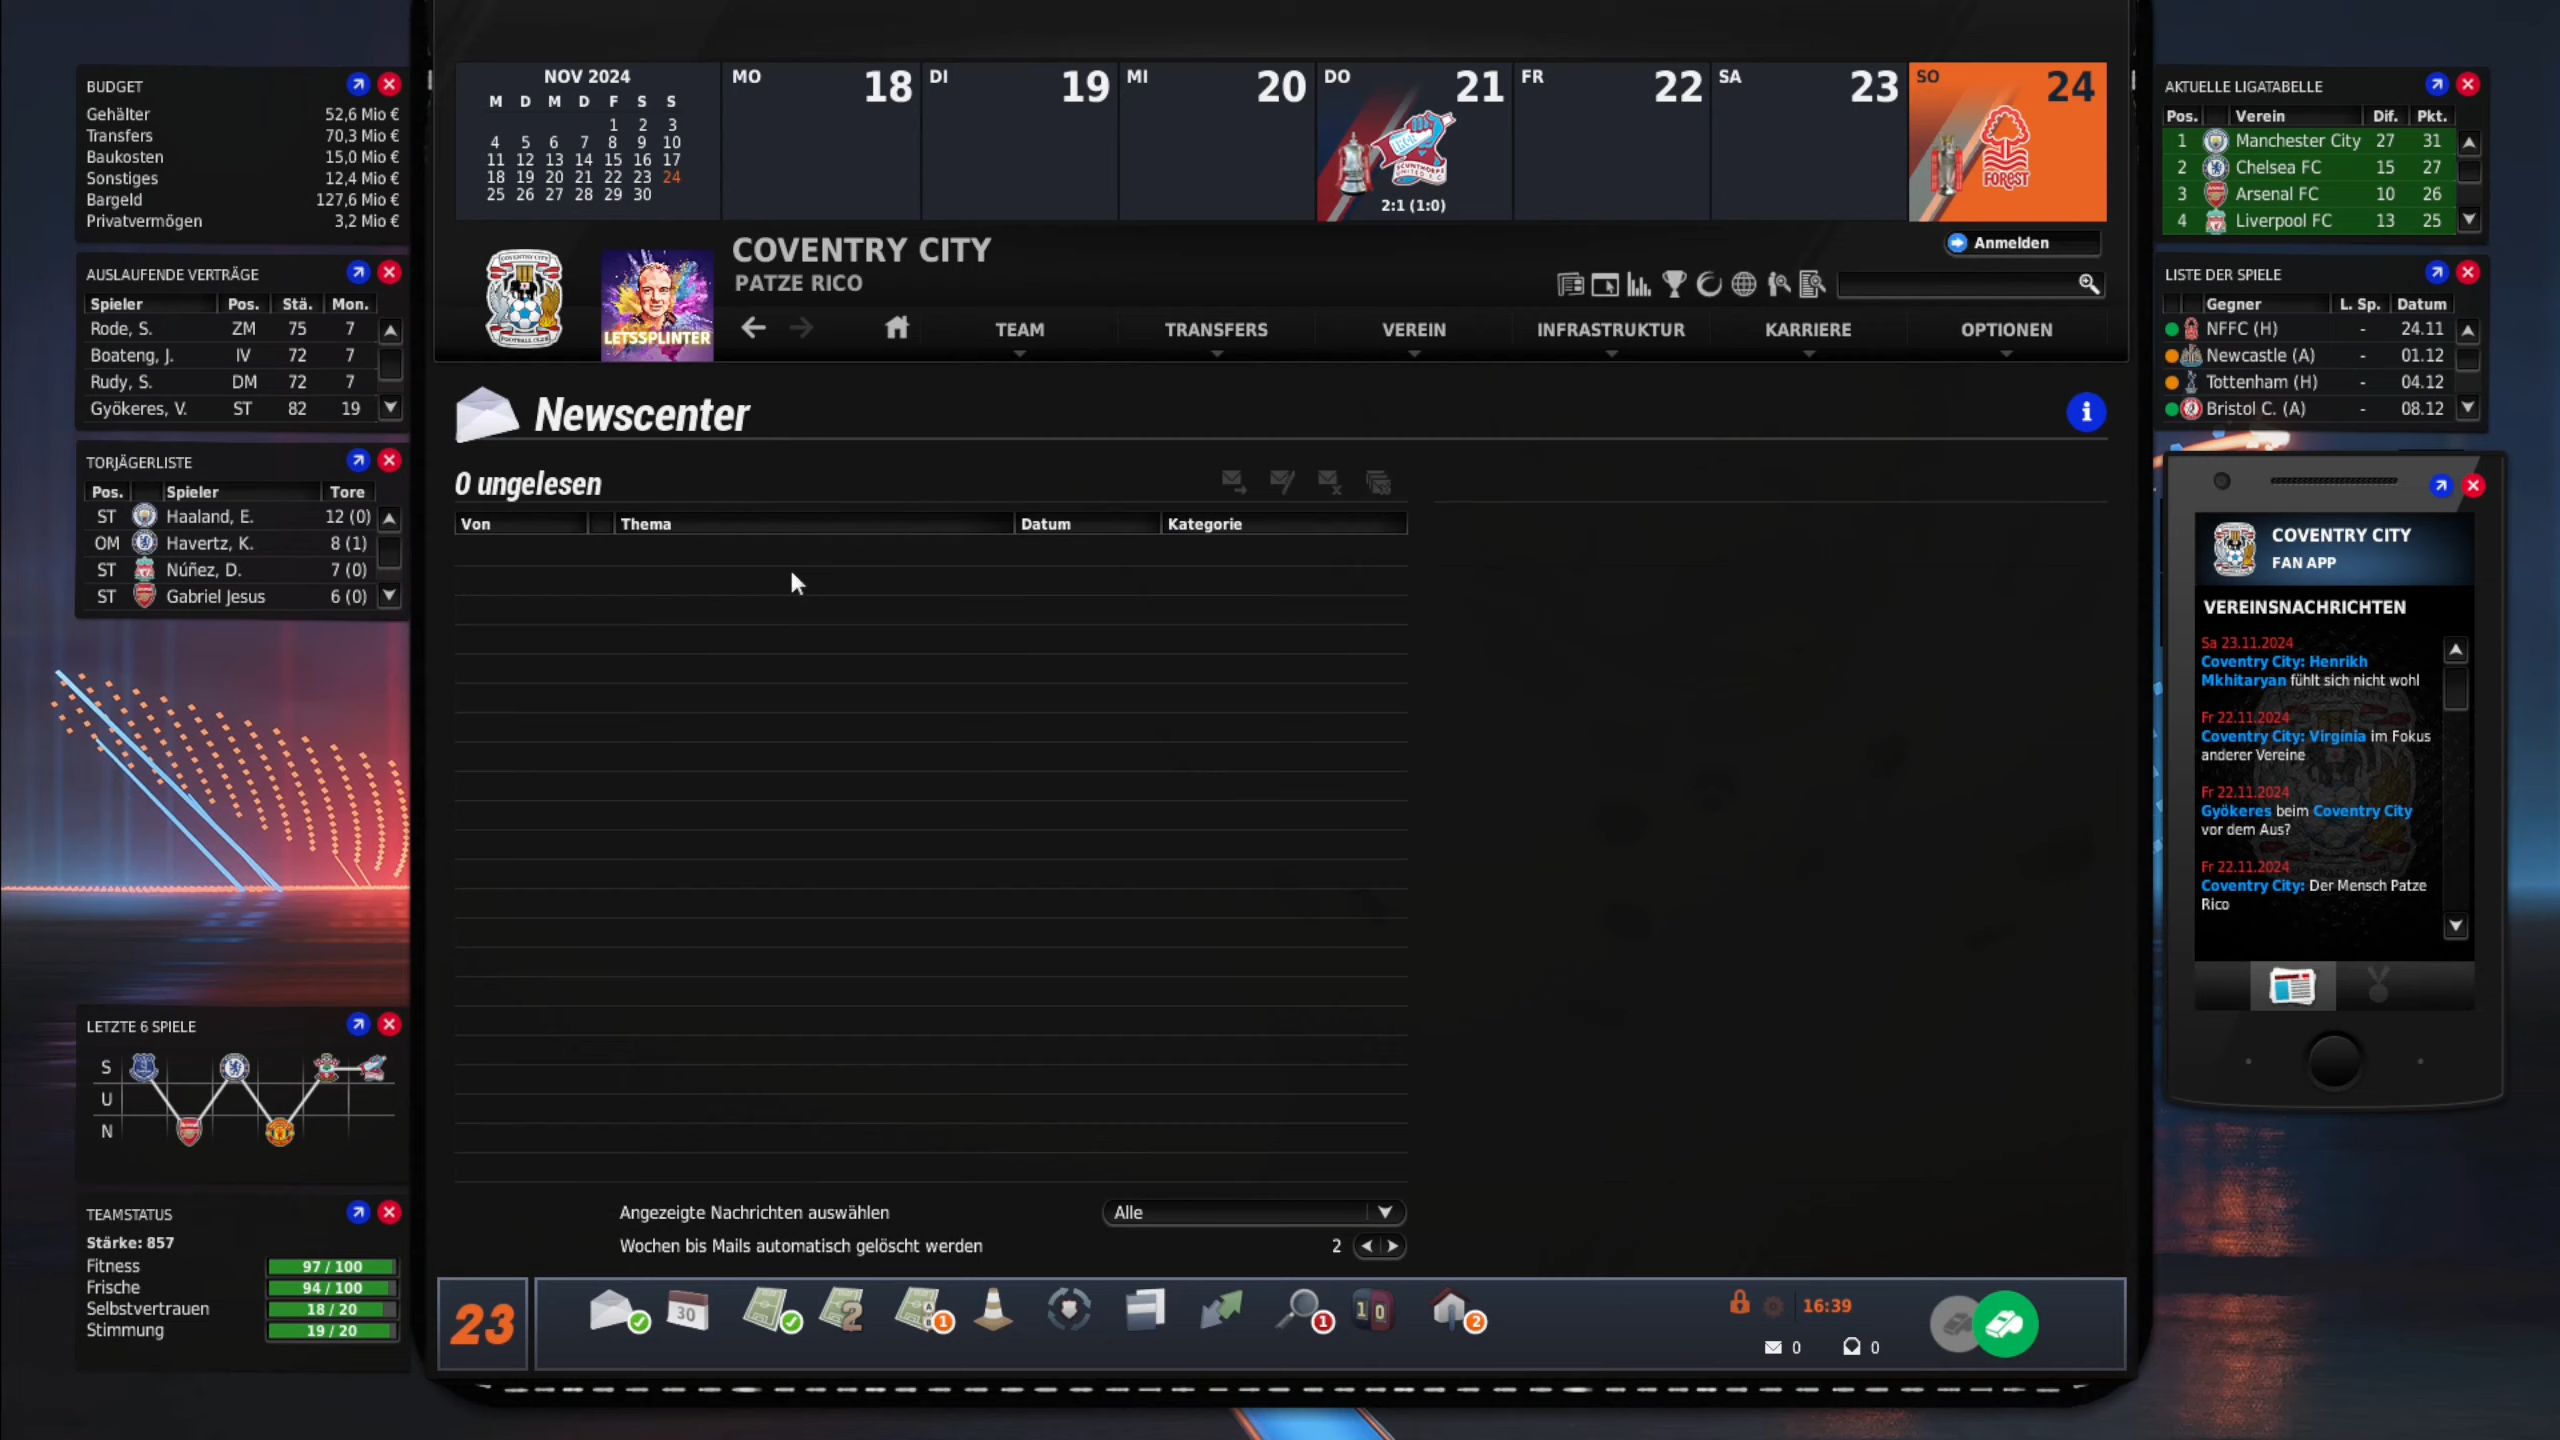 BUDGET
Gehälter 52,6 Mio €
Transfers 70,3 Mio €
Baukosten 15,0 Mio €
Sonstiges 12,4 Mio €
Bargeld 127,6 Mio €
Privatvermögen 3,2 Mio €
AUSLAUFENDE VERTRÄGE
Spieler Pos. Stä. Mon.
Rode, S. ZM 75 7
Boateng, J. IV 72 7
Rudy, S. DM 72 7
Gyökeres, V. ST 82 19
TORJÄGERLISTE
Pos. Spieler Tore
ST Haaland, E. 12 (0)
OM Havertz, K. 8 (1)
ST Núñez, D. 7 (0)
ST Gabriel Jesus 6 (0)
LETZTE 6 SPIELE
S
U
N
TEAMSTATUS
Stärke: 857
Fitness 97 / 100
Frische 94 / 100
Selbstvertrauen 18 / 20
Stimmung 19 / 20
NOV 2024
M D M D F S S
1 2 3
4 5 6 7 8 9 10
11 12 13 14 15 16 17
18 19 20 21 22 23 24
25 26 27 28 29 30
MO 18 DI 19 MI 20 DO 21 FR 22 SA 23 SO 24
SCUNTHORPE UNITED F.C.
2:1 (1:0)
FOREST
COVENTRY CITY
FOOTBALL CLUB
LETSSPLINTER
COVENTRY CITY
PATZE RICO
Anmelden
TEAM TRANSFERS VEREIN INFRASTRUKTUR KARRIERE OPTIONEN
Newscenter
i
0 ungelesen
Von Thema Datum Kategorie
Angezeigte Nachrichten auswählen Alle
Wochen bis Mails automatisch gelöscht werden 2
23
30
2
1
1
1 0
2
16:39
0 0
AKTUELLE LIGATABELLE
Pos. Verein Dif. Pkt.
1 Manchester City 27 31
2 Chelsea FC 15 27
3 Arsenal FC 10 26
4 Liverpool FC 13 25
LISTE DER SPIELE
Gegner L. Sp. Datum
NFFC (H) - 24.11
Newcastle (A) - 01.12
Tottenham (H) - 04.12
Bristol C. (A) - 08.12
COVENTRY CITY
FAN APP
VEREINSNACHRICHTEN
Sa 23.11.2024
Coventry City: Henrikh
Mkhitaryan fühlt sich nicht wohl
Fr 22.11.2024
Coventry City: Virgínia im Fokus
anderer Vereine
Fr 22.11.2024
Gyökeres beim Coventry City
vor dem Aus?
Fr 22.11.2024
Coventry City: Der Mensch Patze
Rico